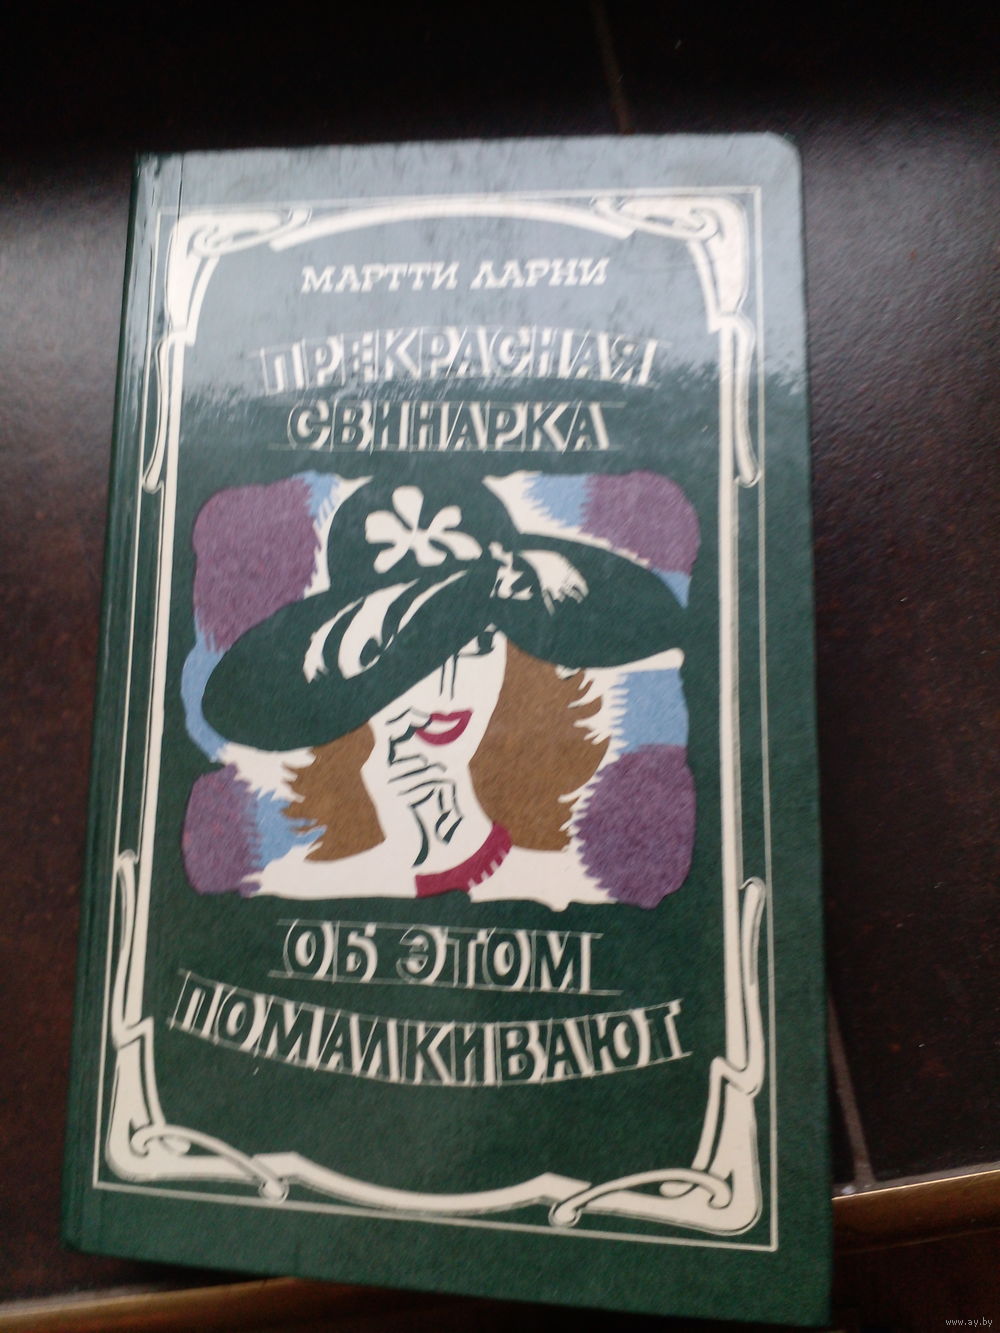 МАРТТИ ЛАРНИ
ПРЕКРАСНАЯ
СВИНАРКА
ОБ ЭТОМ
ПОМАЛКИВАЮТ
www.ay.by